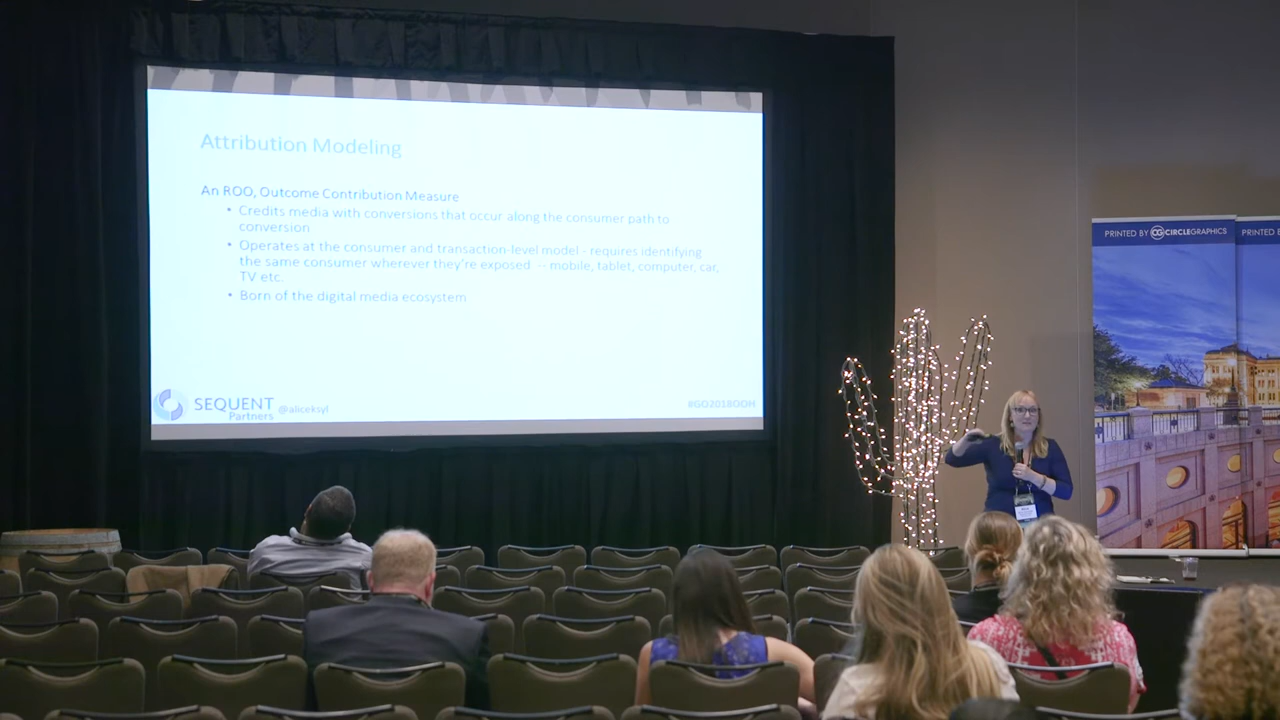 Attribution Modeling
An ROO, Outcome Contribution Measure
• Credits media with conversions that occur along the consumer path to
conversion
• Operates at the consumer and transaction-level model - requires identifying
the same consumer wherever they're exposed -- mobile, tablet, computer, car,
TV etc.
• Born of the digital media ecosystem
SEQUENT
Partners
@aliceksyl
#GO2018OOH
PRINTED BY CIRCLEGRAPHICS
PRINTED